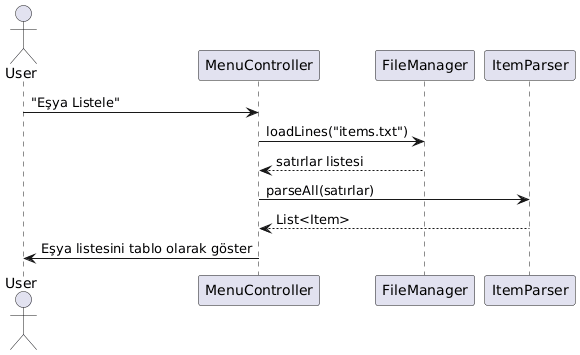 User
MenuController
FileManager
ItemParser
"Eşya Listele"
loadLines("items.txt")
satırlar listesi
parseAll(satırlar)
List<Item>
Eşya listesini tablo olarak göster
User
MenuController
FileManager
ItemParser